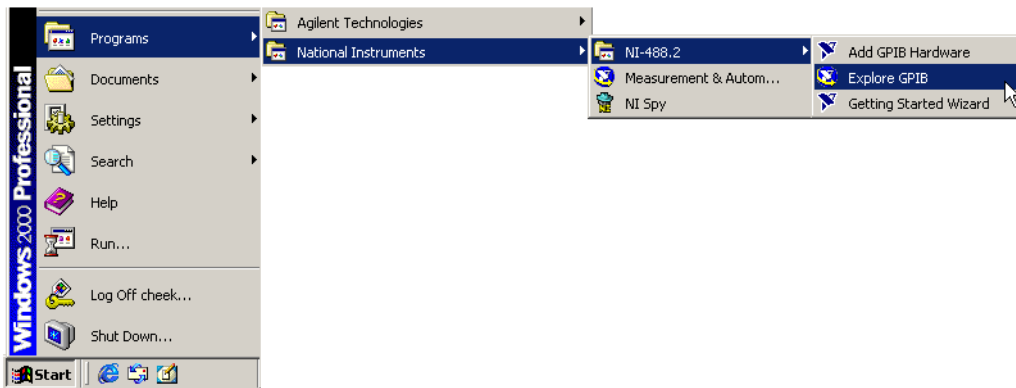 Windows 2000 Professional
Programs
Documents
Settings
Search
Help
Run...
Log Off cheek...
Shut Down...
Start
Agilent Technologies
National Instruments
NI-488.2
Measurement & Autom...
NI Spy
Add GPIB Hardware
Explore GPIB
Getting Started Wizard